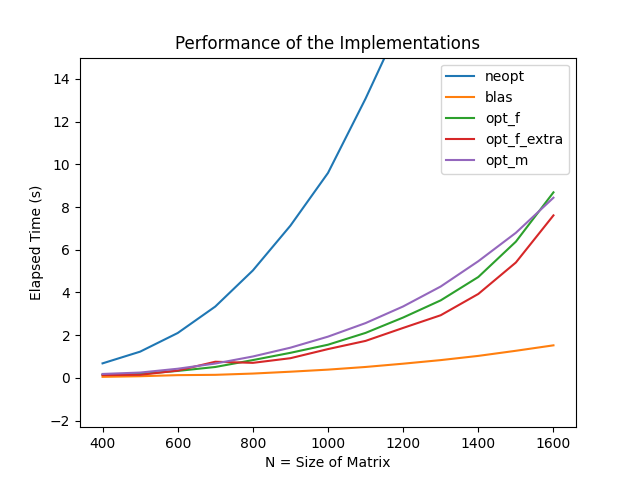 Performance of the Implementations
Elapsed Time (s)
14
12
10
8
6
4
2
0
−2
neopt
blas
opt_f
opt_f_extra
opt_m
400 600 800 1000 1200 1400 1600
N = Size of Matrix